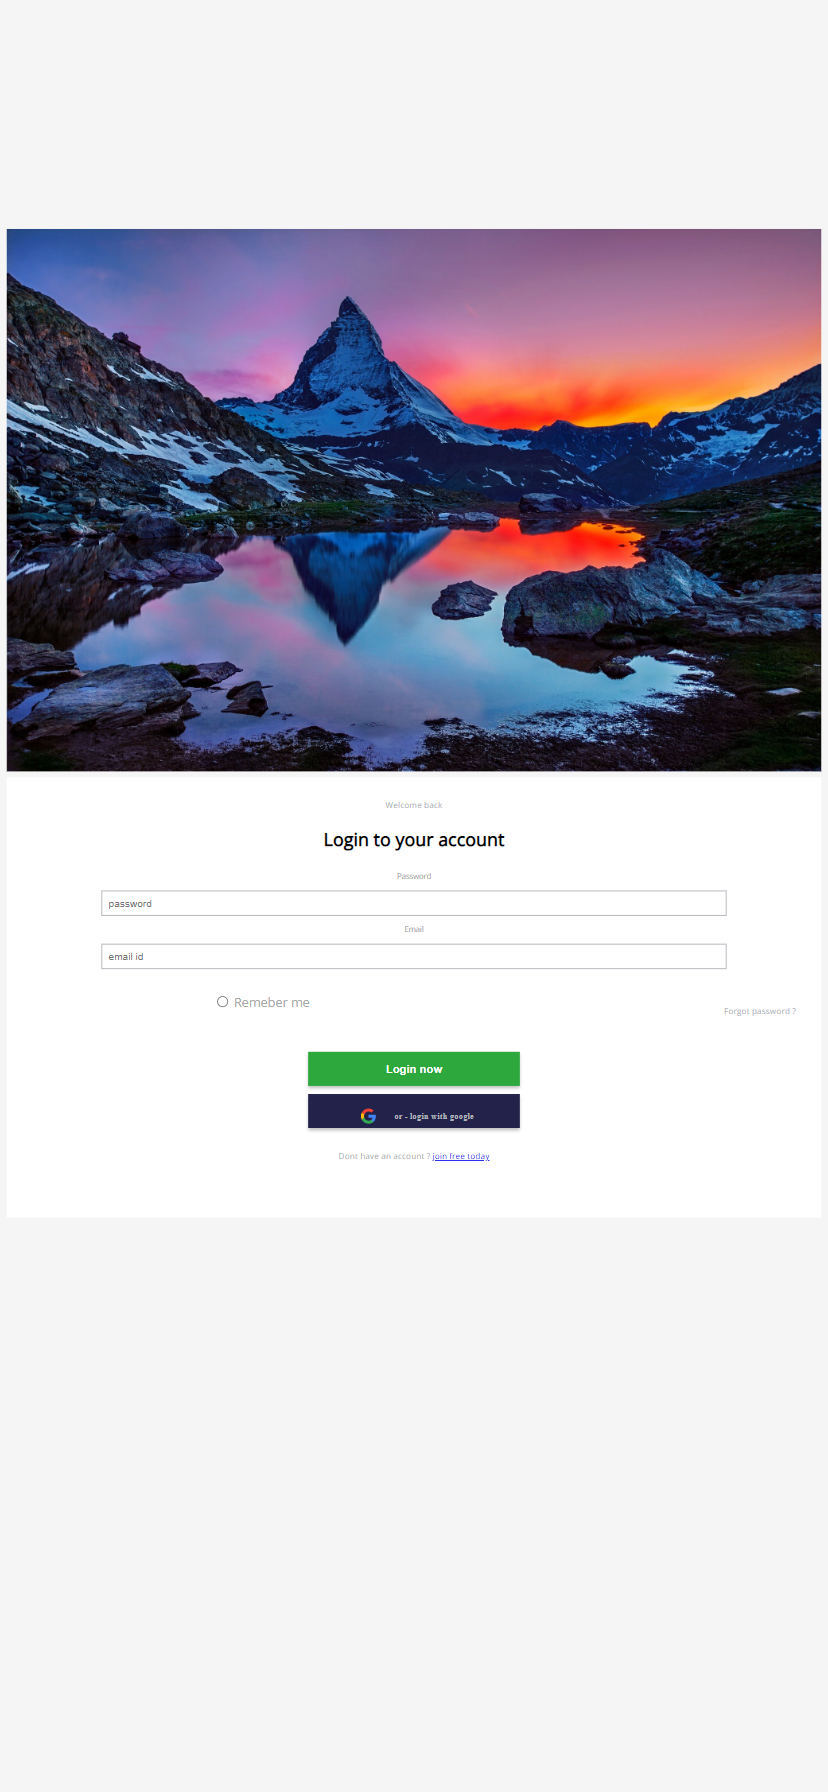 Welcome back
Login to your account
Password
password
Email
email id
Remeber me
Forgot password ?
Login now
or - login with google
Dont have an account ? join free today